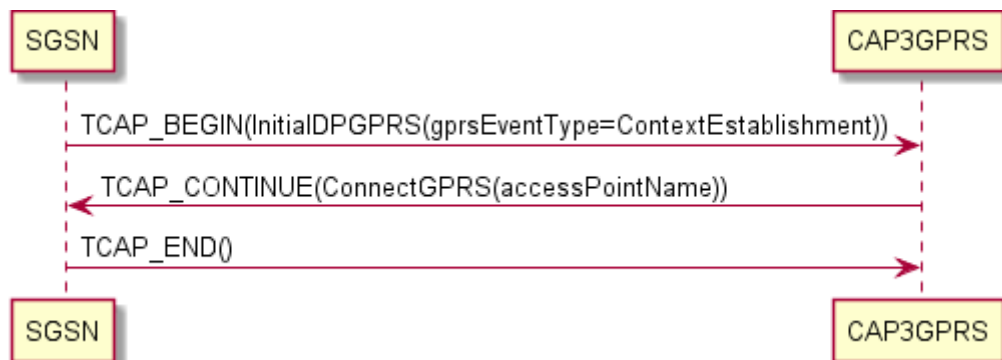 SGSN
CAP3GPRS
TCAP_BEGIN(InitialDPGPRS(gprsEventType=ContextEstablishment))
TCAP_CONTINUE(ConnectGPRS(accessPointName))
TCAP_END()
SGSN
CAP3GPRS